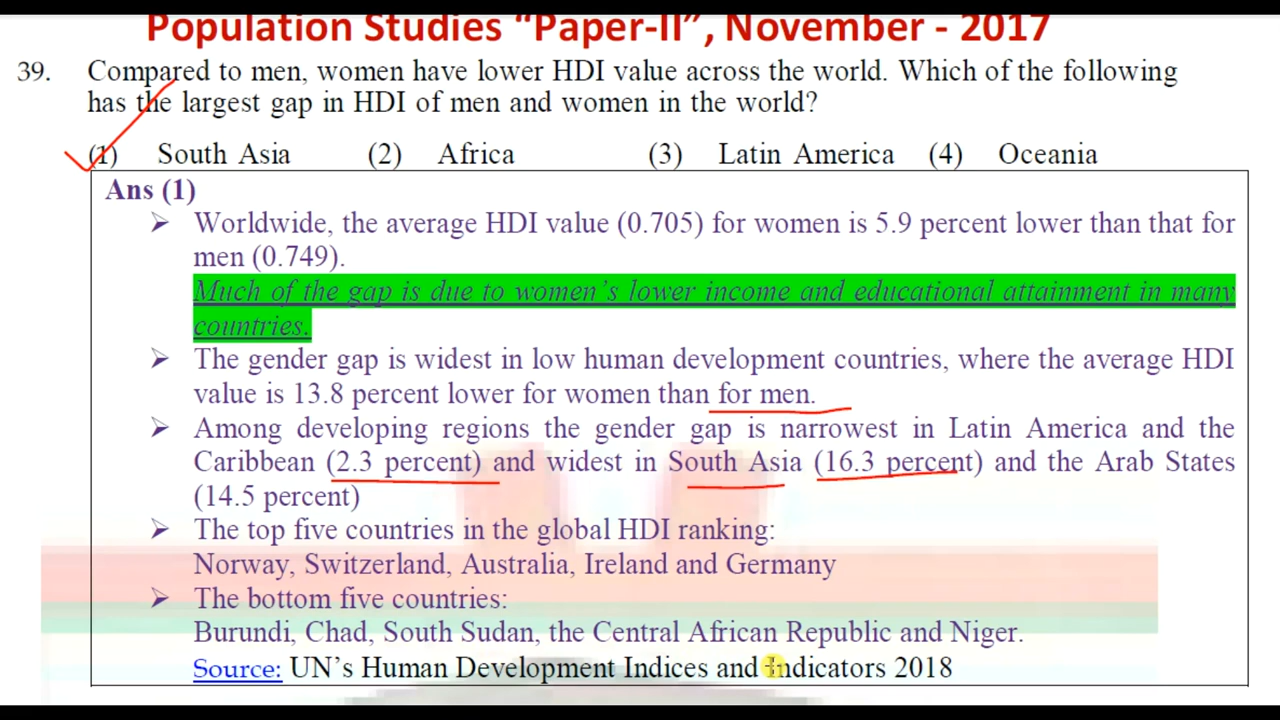 Population Studies “Paper-II”, November - 2017
39. Compared to men, women have lower HDI value across the world. Which of the following
has the largest gap in HDI of men and women in the world?
(1) South Asia (2) Africa (3) Latin America (4) Oceania
Ans (1)
➢ Worldwide, the average HDI value (0.705) for women is 5.9 percent lower than that for
men (0.749).
Much of the gap is due to women’s lower income and educational attainment in many
countries.
➢ The gender gap is widest in low human development countries, where the average HDI
value is 13.8 percent lower for women than for men.
➢ Among developing regions the gender gap is narrowest in Latin America and the
Caribbean (2.3 percent) and widest in South Asia (16.3 percent) and the Arab States
(14.5 percent)
➢ The top five countries in the global HDI ranking:
Norway, Switzerland, Australia, Ireland and Germany
➢ The bottom five countries:
Burundi, Chad, South Sudan, the Central African Republic and Niger.
Source: UN’s Human Development Indices and Indicators 2018